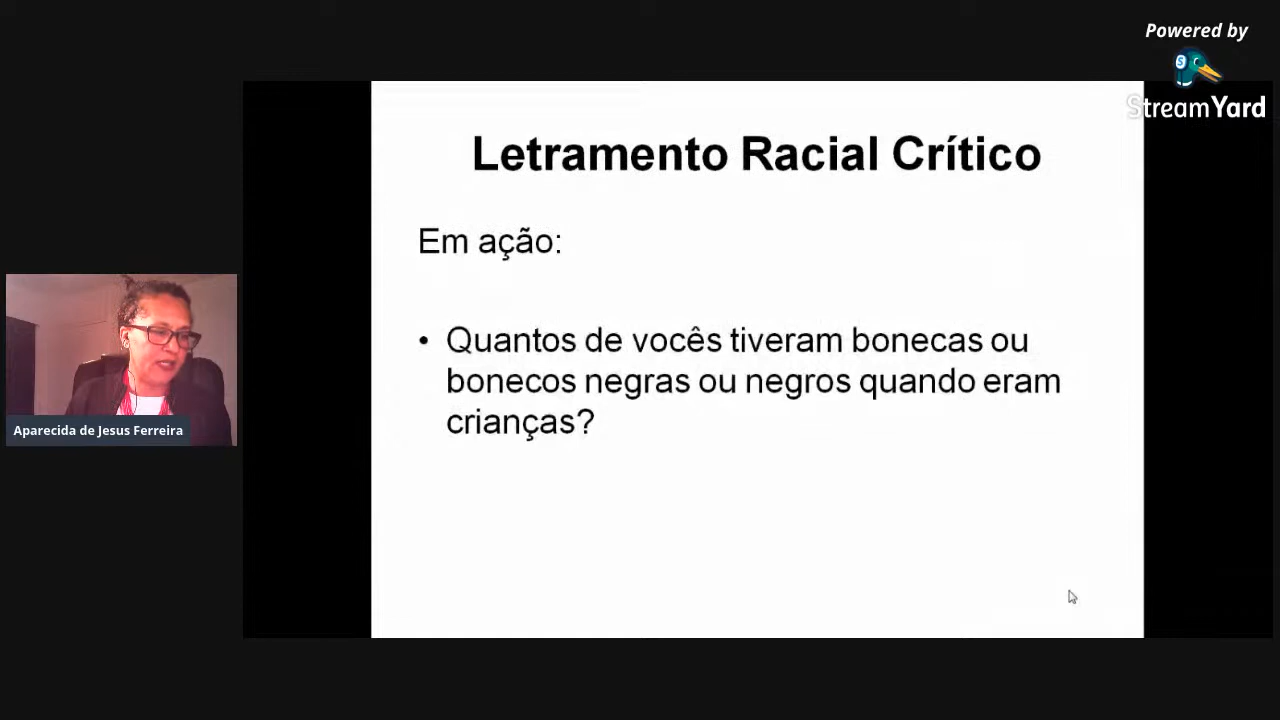 Powered by
StreamYard
Letramento Racial Crítico
Em ação:
• Quantos de vocês tiveram bonecas ou
bonecos negras ou negros quando eram
crianças?
Aparecida de Jesus Ferreira